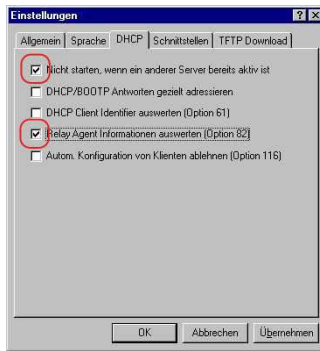 Einstellungen
Allgemein Sprache DHCP Schnittstellen TFTP Download
Nicht starten, wenn ein anderer Server bereits aktiv ist
DHCP/BOOTP Antworten gezielt adressieren
DHCP Client Identifier auswerten (Option 61)
Relay Agent Informationen auswerten (Option 82)
Autom. Konfiguration von Klienten ablehnen (Option 116)
OK Abbrechen Übernehmen